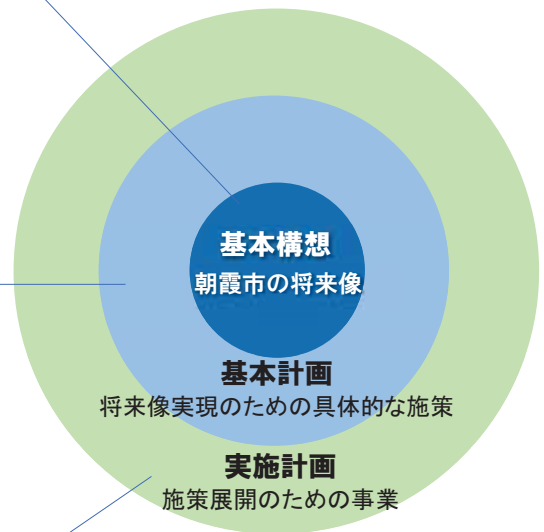 基本構想
朝霞市の将来像
基本計画
将来像実現のための具体的な施策
実施計画
施策展開のための事業